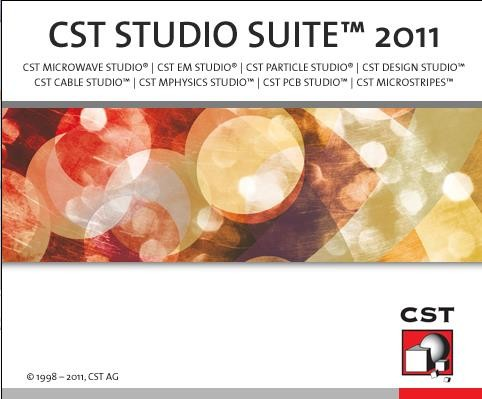 CST STUDIO SUITE™ 2011
CST MICROWAVE STUDIO® | CST EM STUDIO® | CST PARTICLE STUDIO® | CST DESIGN STUDIO™
CST CABLE STUDIO™ | CST MPHYSICS STUDIO™ | CST PCB STUDIO™ | CST MICROSTRIPES™
CST
© 1998 – 2011, CST AG